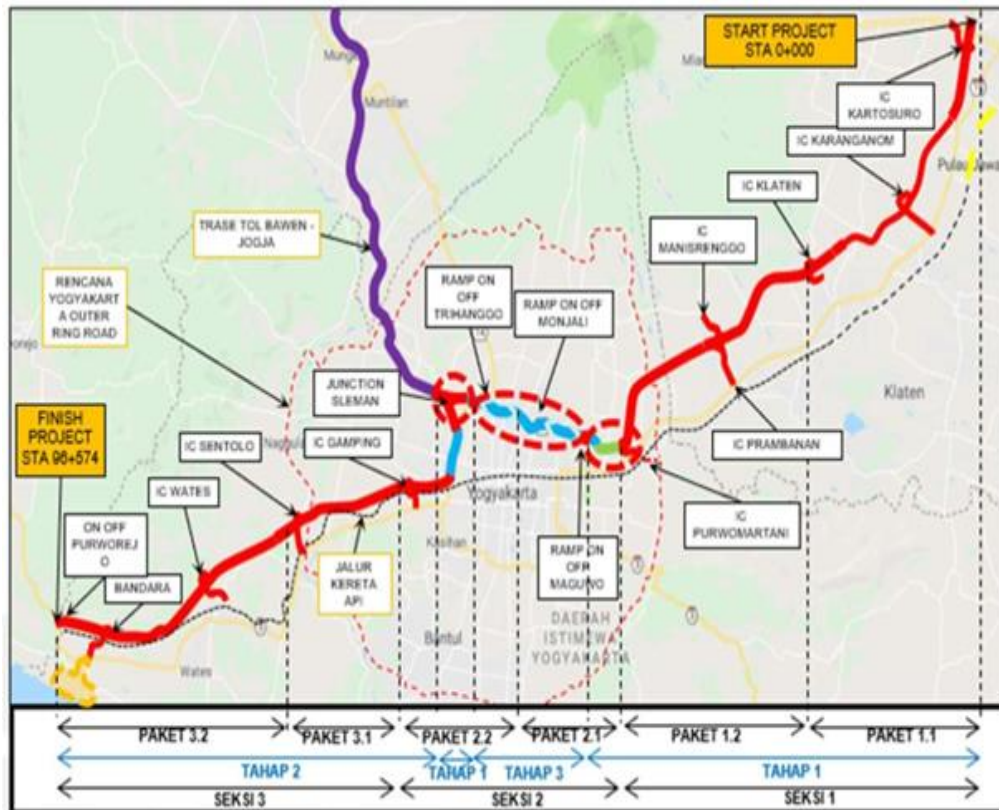 START PROJECT
STA 0+000
Mung
Muntilan
IC
KARTOSURO
IC KARANGANOM
Pulau Jawa
IC KLATEN
TRASE TOL BAWEN -
JOGJA
IC
MANISRENGGO
RENCANA
YOGYAKART
A OUTER
RING ROAD
RAMP ON
OFF
TRIHANGGO
RAMP ON OFF
MONJALI
orejo
JUNCTION
SLEMAN
Klaten
FINISH
PROJECT
STA 96+574
IC SENTOLO
IC GAMPING
IC PRAMBANAN
IC WATES
Yogyakarta
IC
PURWOMARTANI
ON OFF
PURWOREJ
O
Kasihan
RAMP ON
OFF
MAGUWO
JALUR
KERETA
API
BANDARA
Bantul
DAERAH
ISTIMEWA
YOGYAKARTA
Wates
PAKET 3.2
PAKET 3.1
PAKET 2.2
PAKET 2.1
PAKET 1.2
PAKET 1.1
TAHAP 2
TAHAP 1
TAHAP 3
TAHAP 1
SEKSI 3
SEKSI 2
SEKSI 1